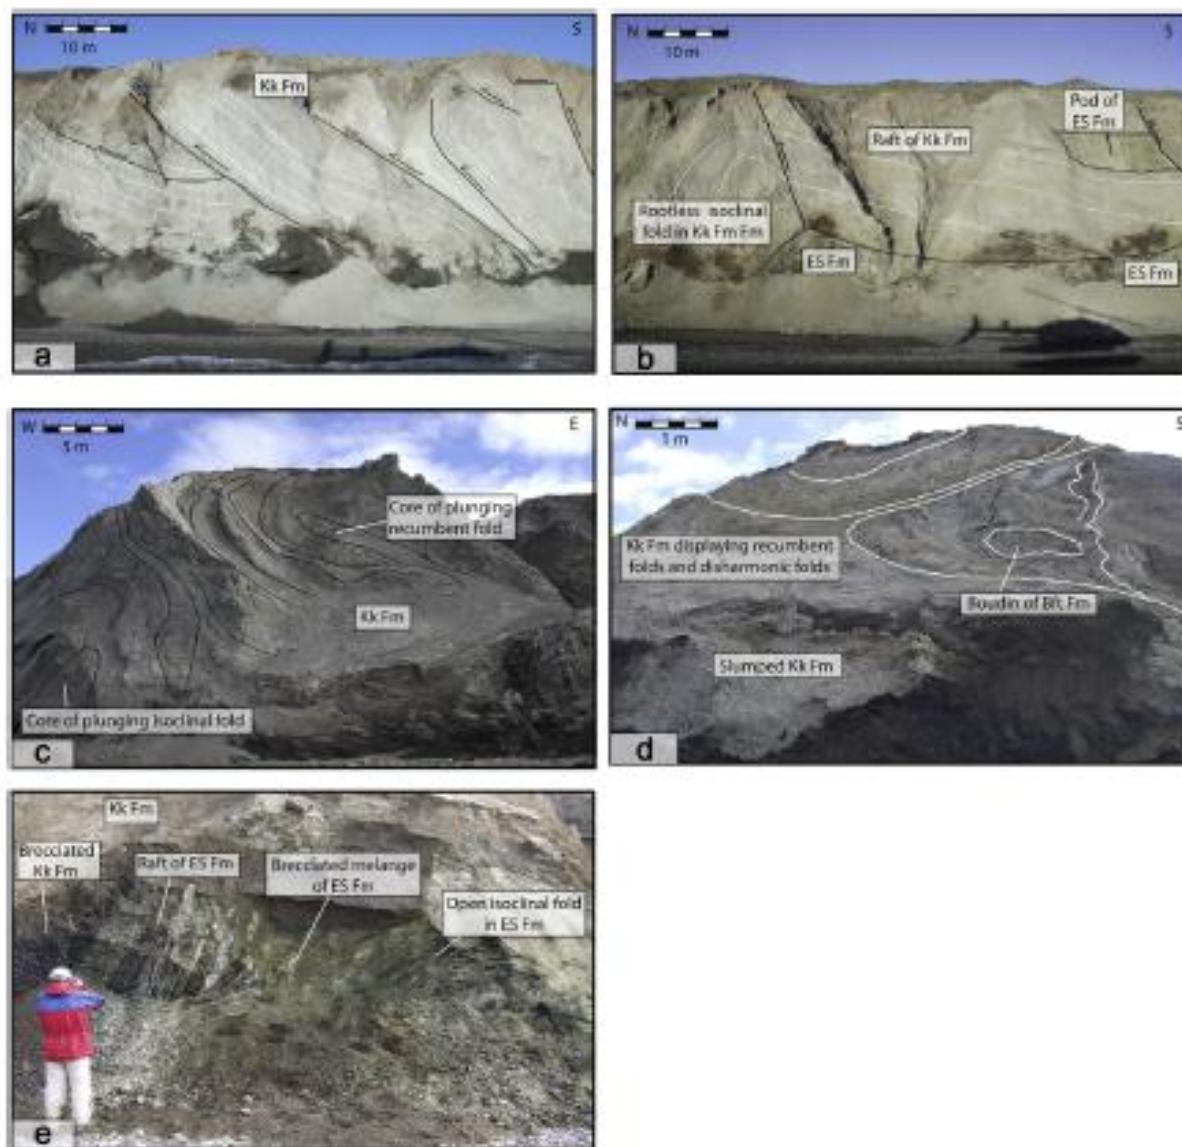 N
S
10 m
Kk Fm
a
N
S
10 m
Pod of
ES Fm
Raft of Kk Fm
Rootless isoclinal
fold in Kk Fm Fm
ES Fm
ES Fm
b
W
E
5 m
Core of plunging
recumbent fold
Kk Fm
Core of plunging isoclinal fold
c
N
S
1 m
Kk Fm displaying recumbent
folds and disharmonic folds
Boudin of Bft Fm
Slumped Kk Fm
d
Kk Fm
Brecciated
Kk Fm
Raft of ES Fm
Brecciated melange
of ES Fm
Open isoclinal fold
in ES Fm
e